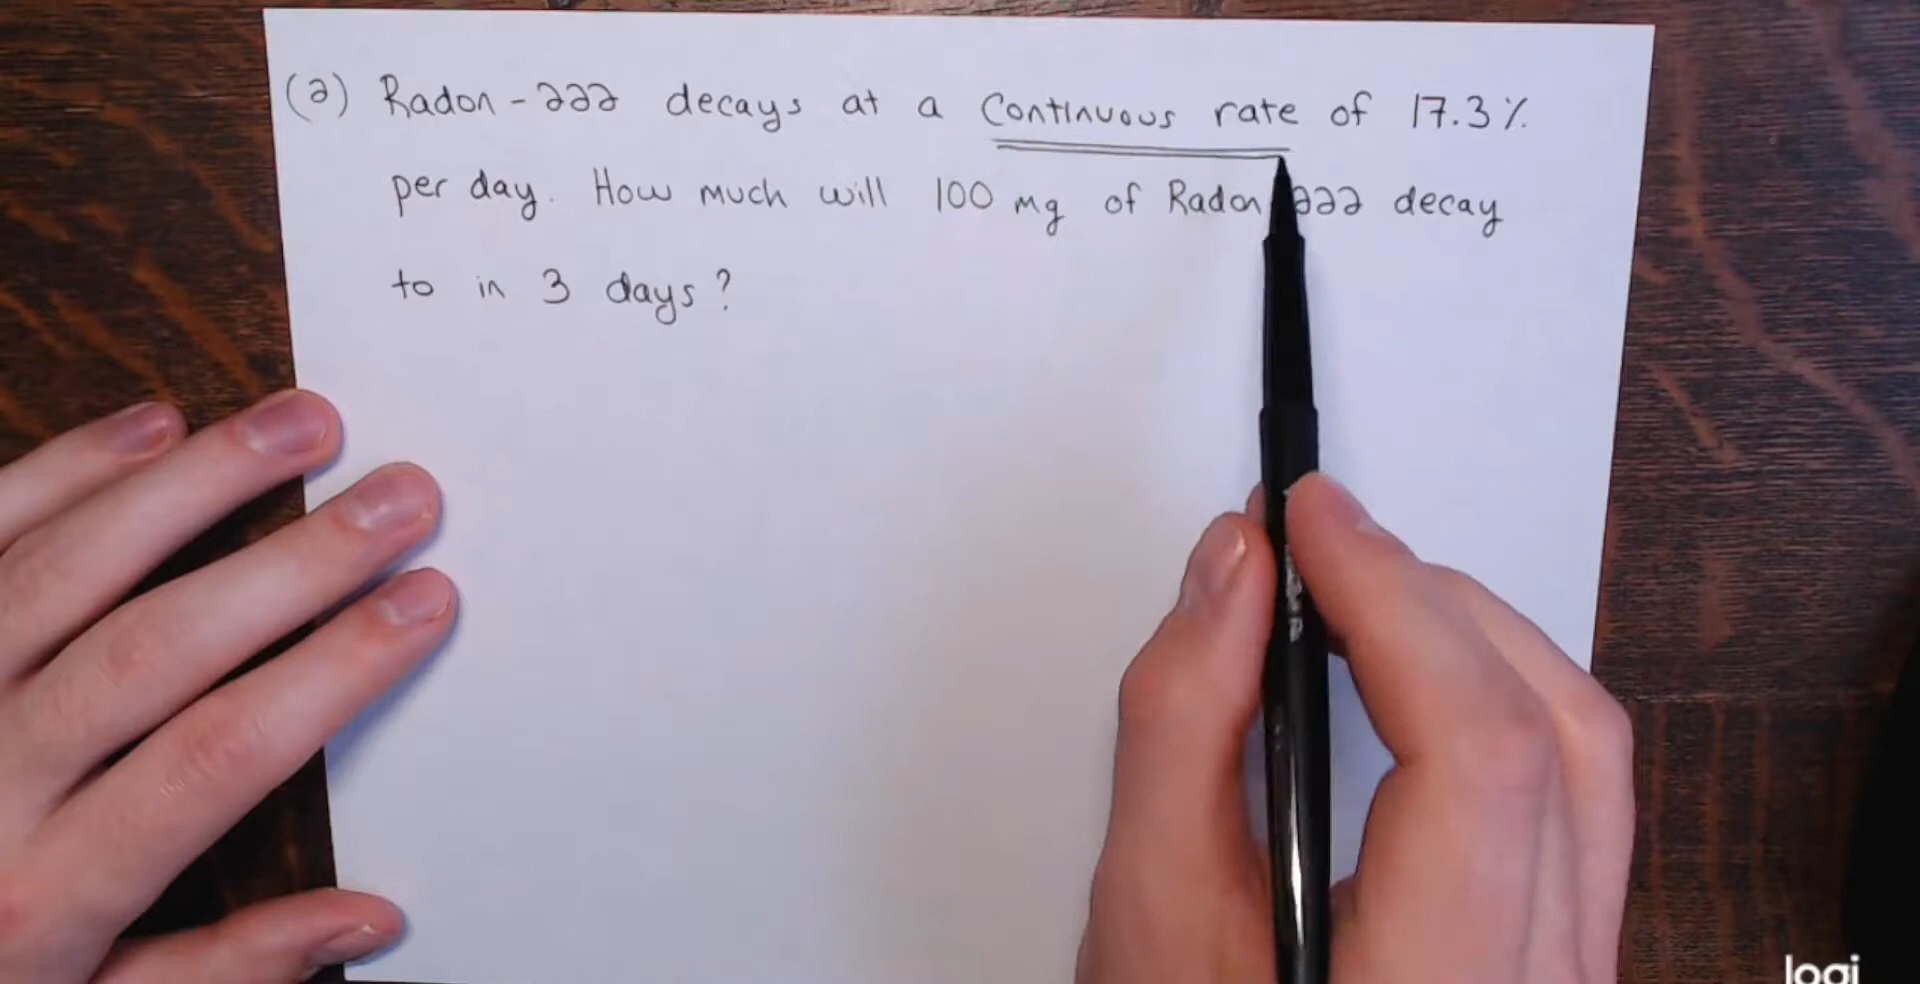 (a) Radon-222 decays at a continuous rate of 17.3%
per day. How much will 100 mg of Radon 222 decay
to in 3 days?
logi